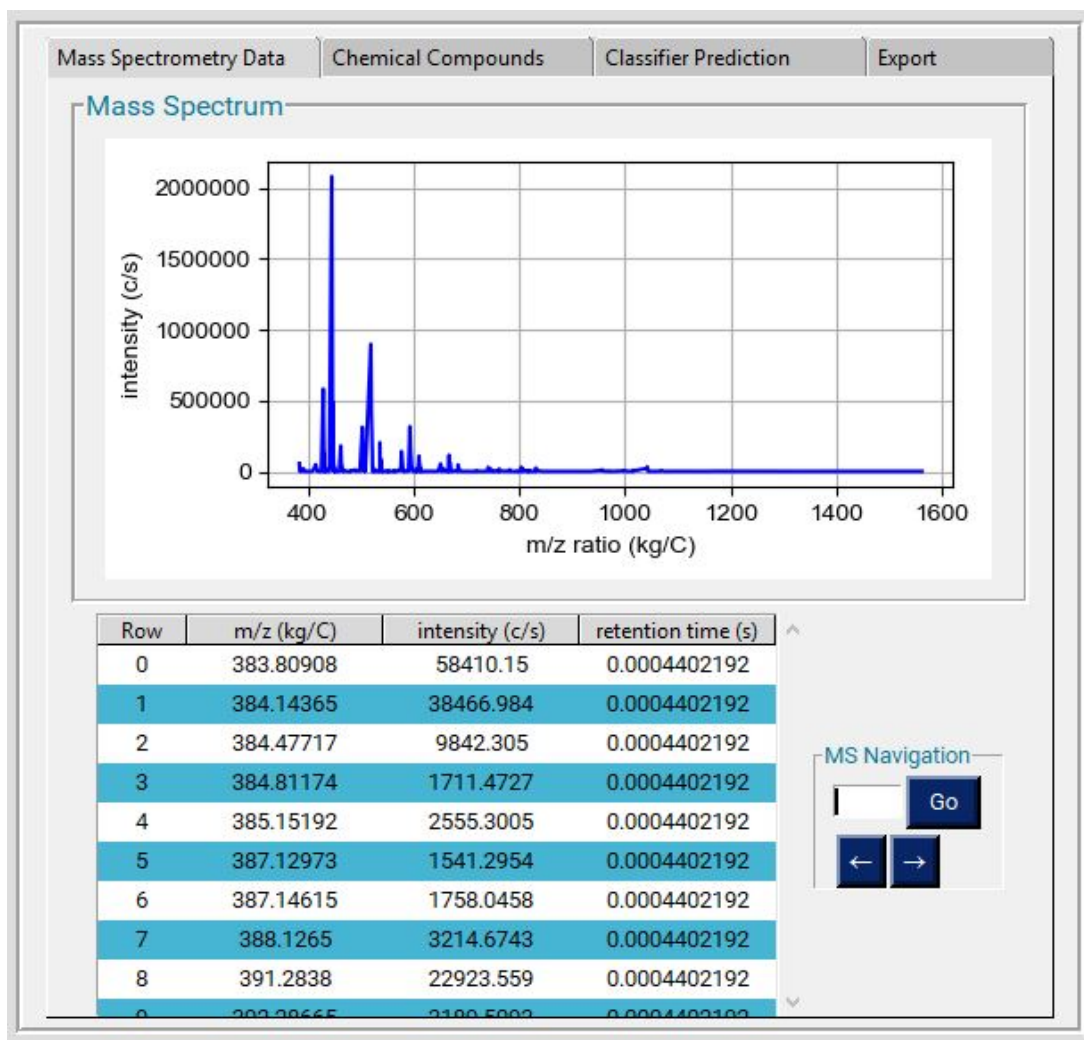 Mass Spectrometry Data Chemical Compounds Classifier Prediction Export
Mass Spectrum
2000000
1500000
1000000
500000
0
intensity (c/s)
400 600 800 1000 1200 1400 1600
m/z ratio (kg/C)
Row m/z (kg/C) intensity (c/s) retention time (s)
0 383.80908 58410.15 0.0004402192
1 384.14365 38466.984 0.0004402192
2 384.47717 9842.305 0.0004402192
3 384.81174 1711.4727 0.0004402192
4 385.15192 2555.3005 0.0004402192
5 387.12973 1541.2954 0.0004402192
6 387.14615 1758.0458 0.0004402192
7 388.1265 3214.6743 0.0004402192
8 391.2838 22923.559 0.0004402192
MS Navigation
Go
← →